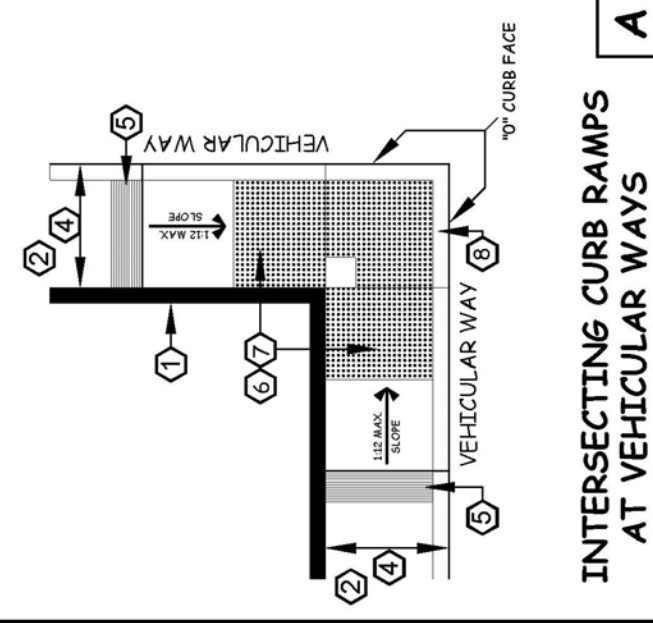 2
4
5
VEHICULAR WAY
1:12 MAX.
SLOPE
"0" CURB FACE
1
6
7
8
1:12 MAX.
SLOPE
VEHICULAR WAY
2
4
5
INTERSECTING CURB RAMPS
AT VEHICULAR WAYS
A